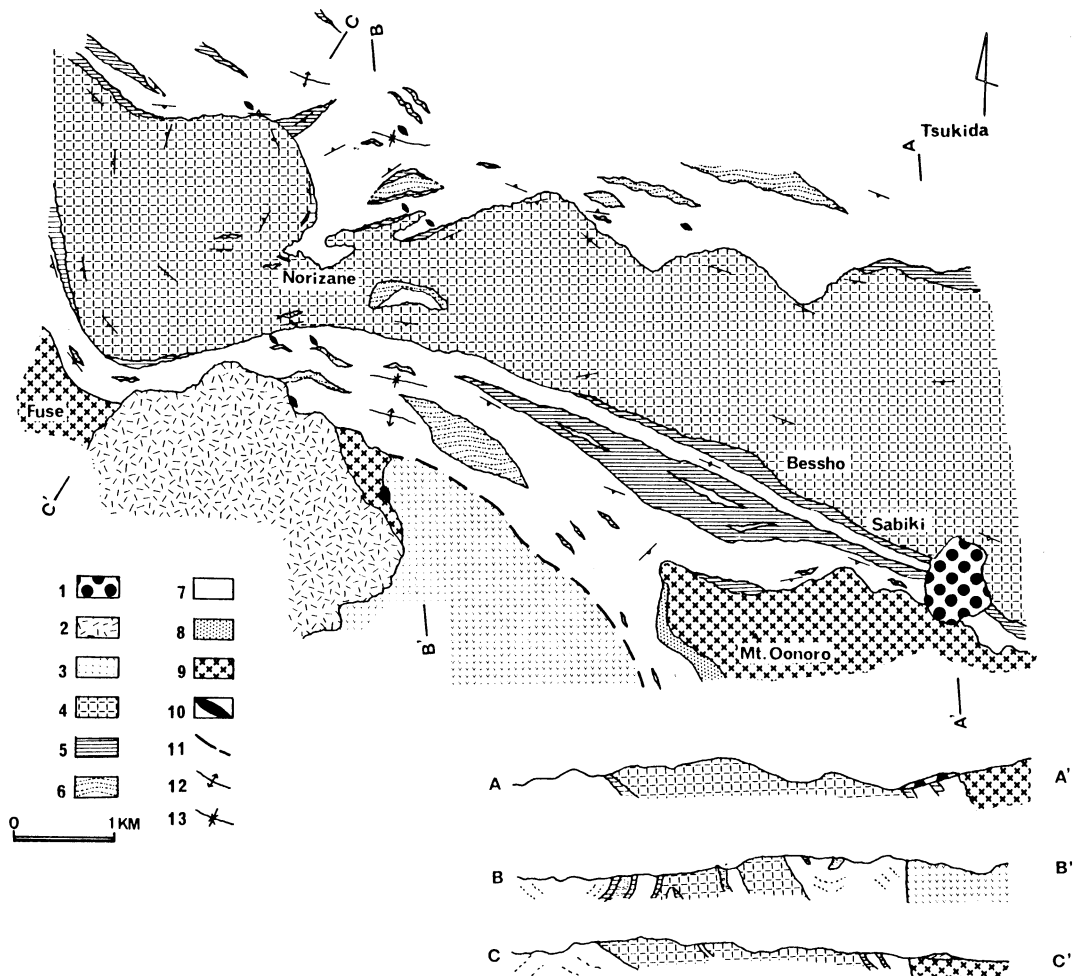 C
B
A
Tsukida
Norizane
Fuse
Bessho
Sabiki
Mt. Oonoro
C'
B'
A'
1
2
3
4
5
6
7
8
9
10
11
12
13
0 1 KM
A A'
B B'
C C'